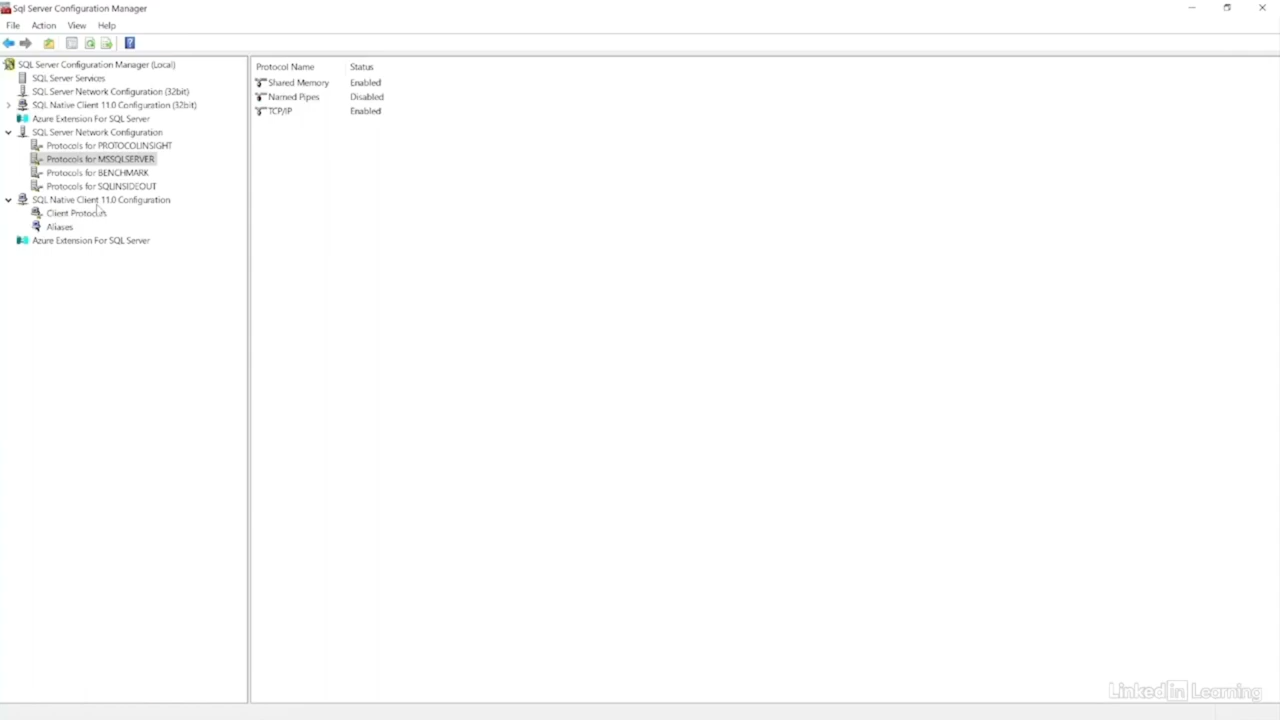 Sql Server Configuration Manager
File Action View Help
SQL Server Configuration Manager (Local)
SQL Server Services
SQL Server Network Configuration (32bit)
SQL Native Client 11.0 Configuration (32bit)
Azure Extension For SQL Server
SQL Server Network Configuration
Protocols for PROTOCOLINSIGHT
Protocols for MSSQLSERVER
Protocols for BENCHMARK
Protocols for SQLINSIDEOUT
SQL Native Client 11.0 Configuration
Client Protocols
Aliases
Azure Extension For SQL Server
Protocol Name Status
Shared Memory Enabled
Named Pipes Disabled
TCP/IP Enabled
Linked in Learning